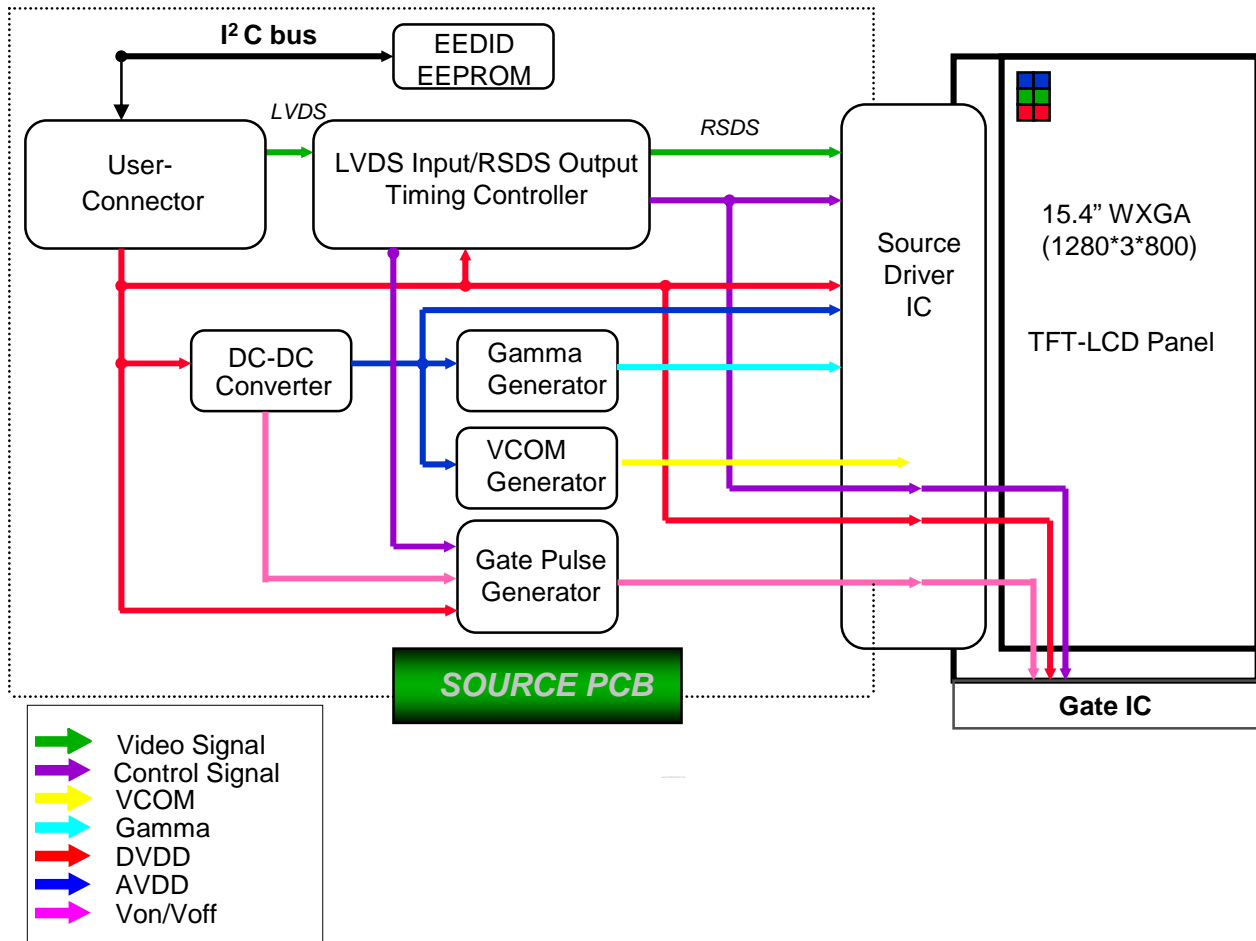 I² C bus
EEDID
EEPROM
LVDS
RSDS
User-
Connector
LVDS Input/RSDS Output
Timing Controller
Source
Driver
IC
15.4” WXGA
(1280*3*800)
TFT-LCD Panel
DC-DC
Converter
Gamma
Generator
VCOM
Generator
Gate Pulse
Generator
SOURCE PCB
Gate IC
Video Signal
Control Signal
VCOM
Gamma
DVDD
AVDD
Von/Voff